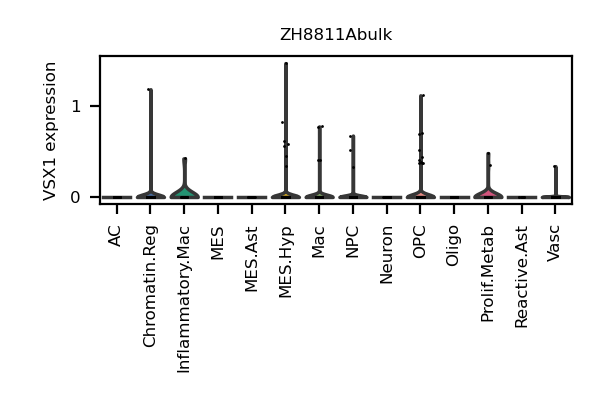 ZH8811Abulk
VSX1 expression
1
0
AC
Chromatin.Reg
Inflammatory.Mac
MES
MES.Ast
MES.Hyp
Mac
NPC
Neuron
OPC
Oligo
Prolif.Metab
Reactive.Ast
Vasc